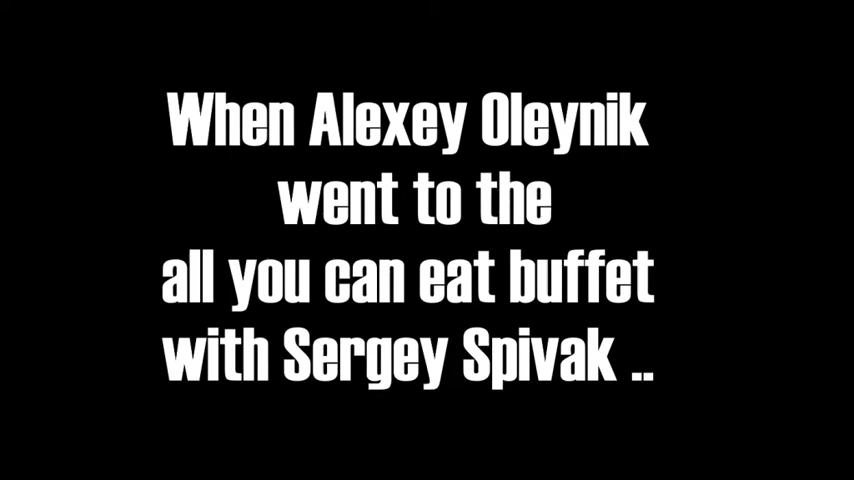 When Alexey Oleynik
went to the
all you can eat buffet
with Sergey Spivak ..